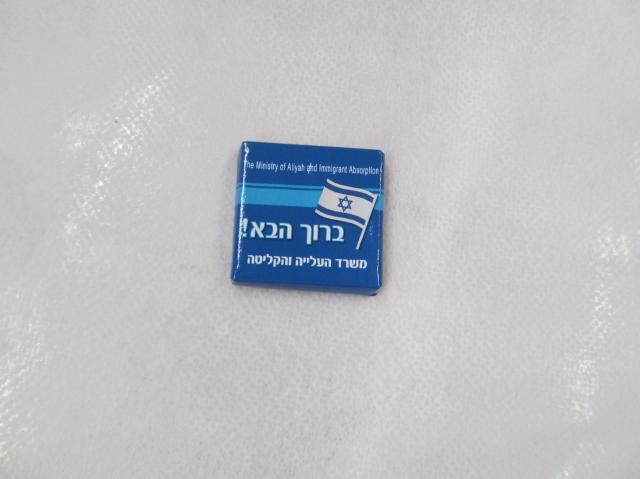 The Ministry of Aliyah and Immigrant Absorption
ברוך הבא!
משרד העלייה והקליטה